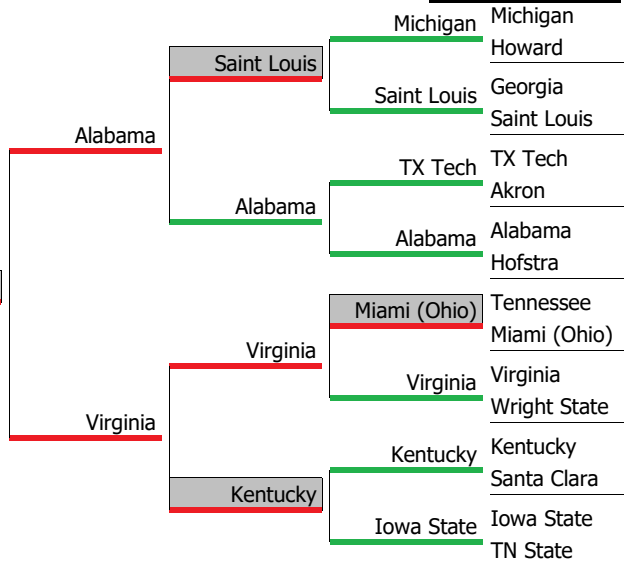 Michigan
Michigan
Howard
Saint Louis
Georgia
Saint Louis
Saint Louis
Alabama
TX Tech
TX Tech
Akron
Alabama
Alabama
Alabama
Hofstra
Tennessee
Miami (Ohio)
Miami (Ohio)
Virginia
Virginia
Virginia
Wright State
Virginia
Kentucky
Kentucky
Santa Clara
Kentucky
Iowa State
Iowa State
TN State